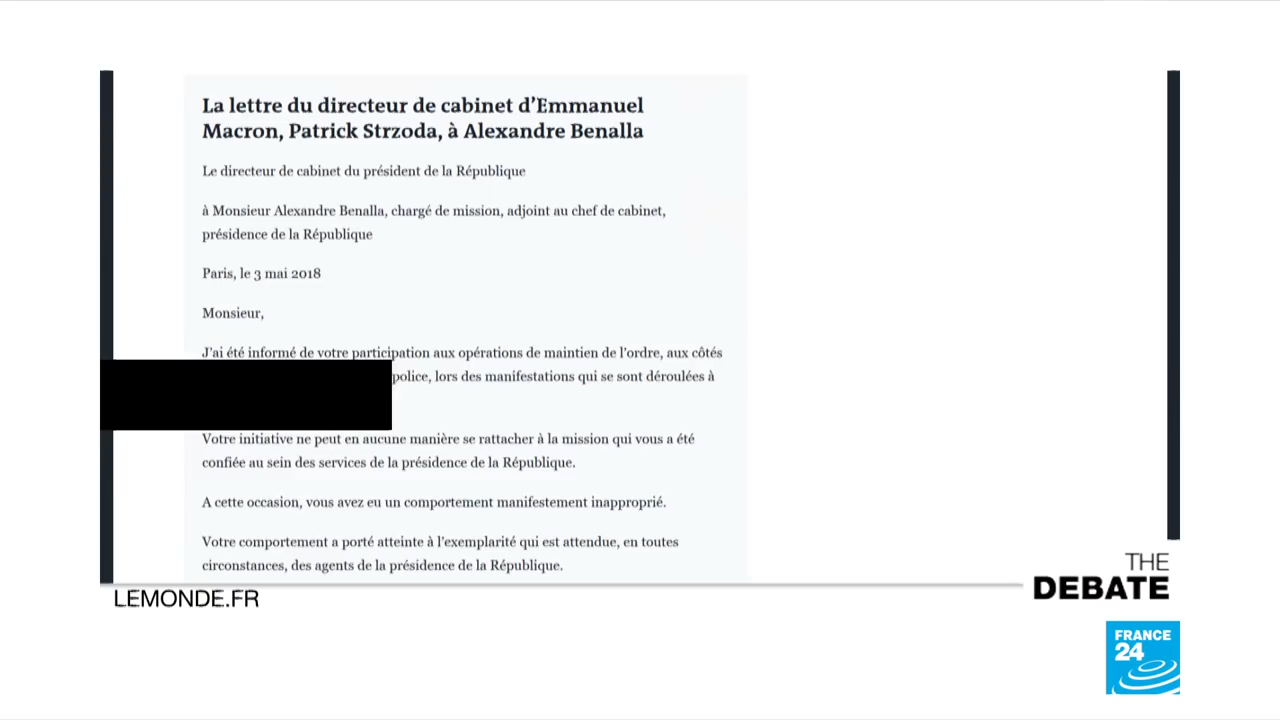 La lettre du directeur de cabinet d’Emmanuel
Macron, Patrick Strzoda, à Alexandre Benalla
Le directeur de cabinet du président de la République
à Monsieur Alexandre Benalla, chargé de mission, adjoint au chef de cabinet,
présidence de la République
Paris, le 3 mai 2018
Monsieur,
J’ai été informé de votre participation aux opérations de maintien de l’ordre, aux côtés
police, lors des manifestations qui se sont déroulées à
Votre initiative ne peut en aucune manière se rattacher à la mission qui vous a été
confiée au sein des services de la présidence de la République.
A cette occasion, vous avez eu un comportement manifestement inapproprié.
Votre comportement a porté atteinte à l’exemplarité qui est attendue, en toutes
circonstances, des agents de la présidence de la République.
LEMONDE.FR
THE
DEBATE
FRANCE
24